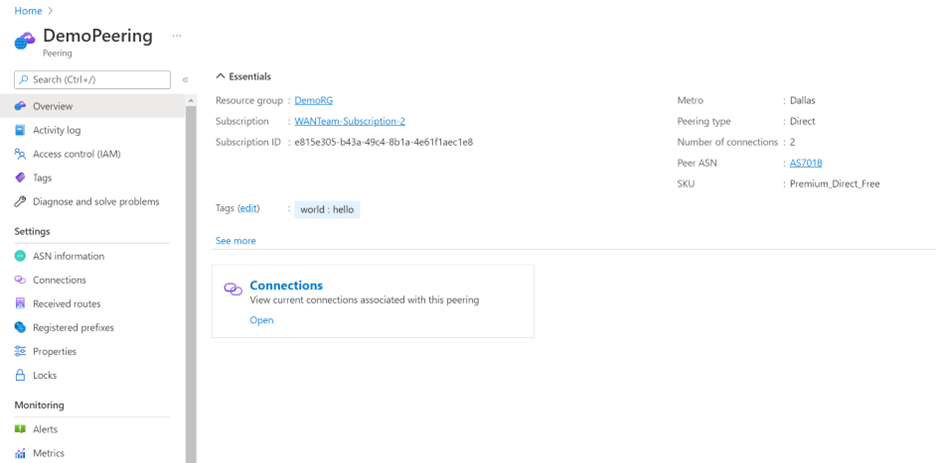 Home >
DemoPeering ...
Peering
Search (Ctrl+/) «
Overview
Activity log
Access control (IAM)
Tags
Diagnose and solve problems
Settings
ASN information
Connections
Received routes
Registered prefixes
Properties
Locks
Monitoring
Alerts
Metrics
Essentials
Resource group : DemoRG
Subscription : WANTeam-Subscription-2
Subscription ID : e815e305-b43a-49c4-8b1a-4e61f1aec1e8
Metro : Dallas
Peering type : Direct
Number of connections : 2
Peer ASN : AS7018
SKU : Premium_Direct_Free
Tags (edit) : world : hello
See more
Connections
View current connections associated with this peering
Open